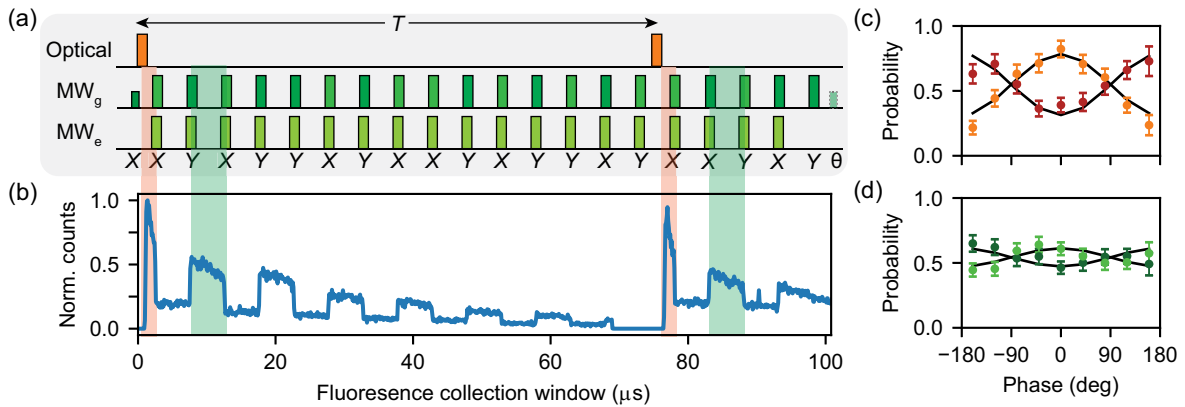 (a)
T
Optical
MWg
MWe
X X Y X Y Y X Y X X Y X Y Y X X Y X Y θ
(b)
Norm. counts
1.0
0.5
0.0
0 20 40 60 80 100
Fluoresence collection window (μs)
(c)
Probability
1.0
0.5
0.0
(d)
Probability
1.0
0.5
0.0
−180 −90 0 90 180
Phase (deg)